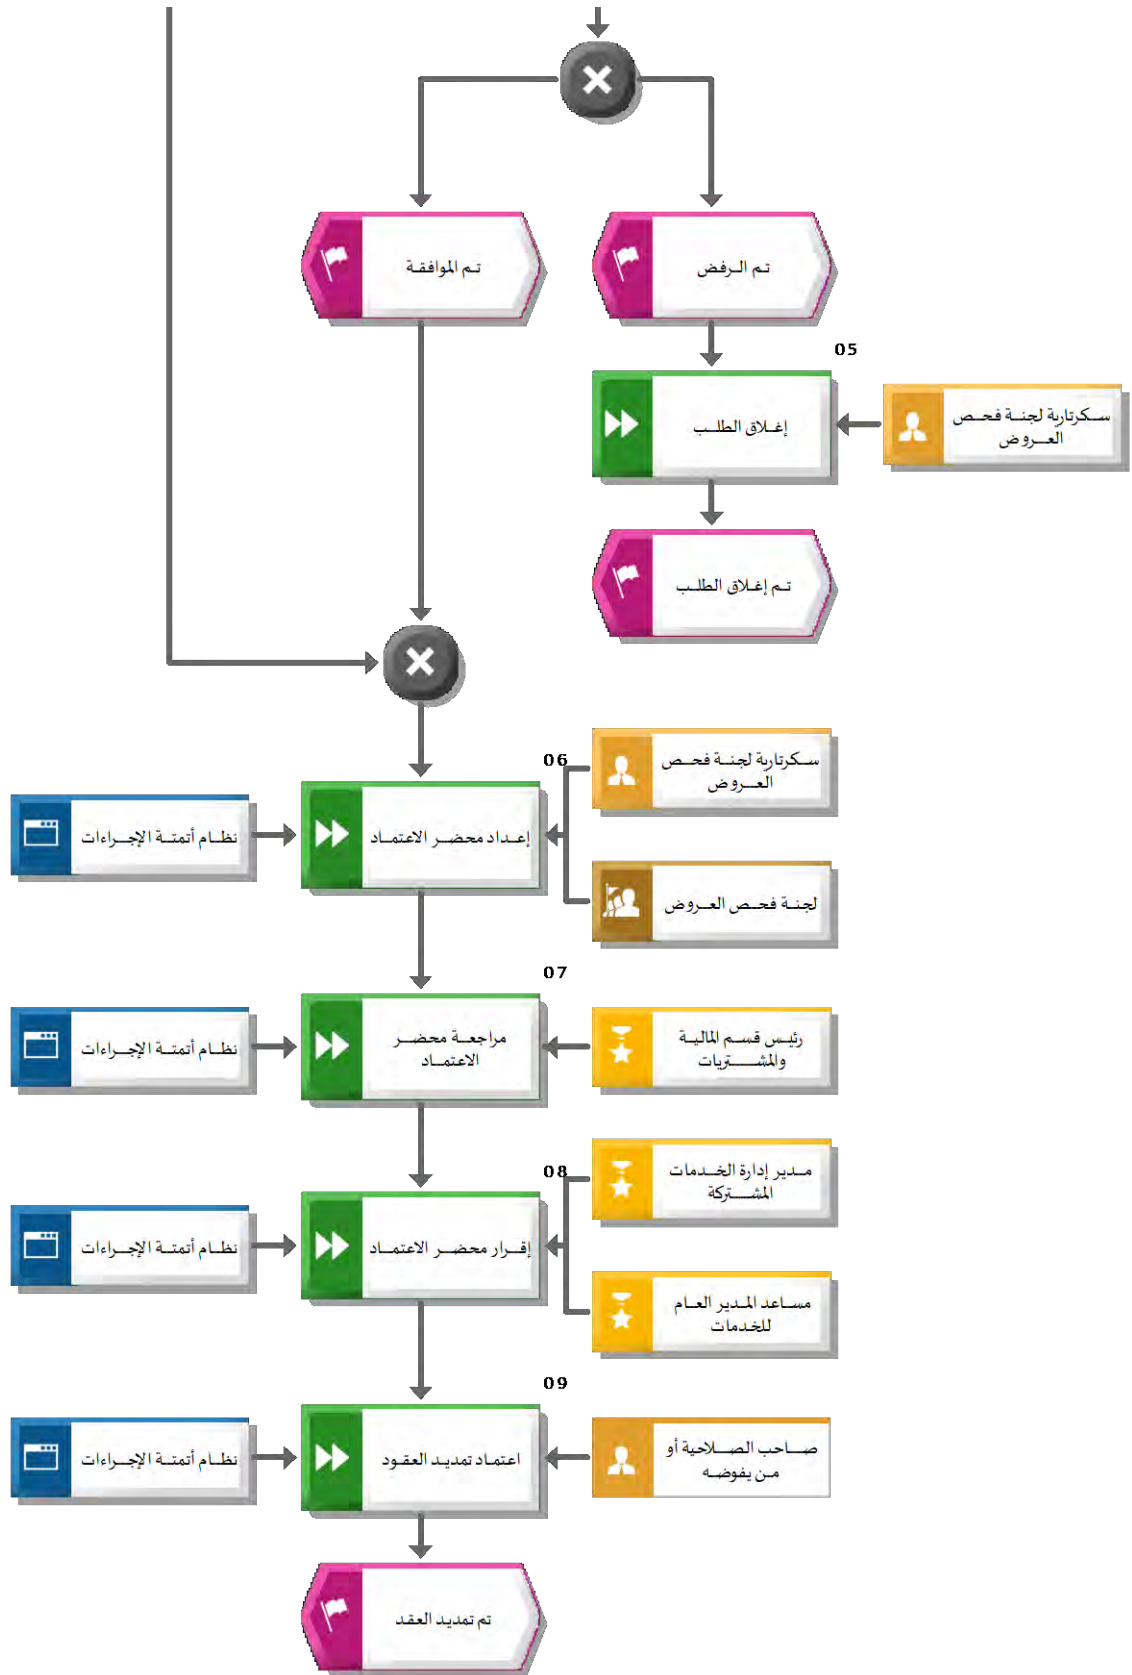 تم الرفض
تم الموافقة
05
سكرتارية لجنة فحص
العروض
إغلاق الطلب
تم إغلاق الطلب
06
سكرتارية لجنة فحص
العروض
إعداد محضر الاعتماد
نظام أتمتة الإجراءات
لجنة فحص العروض
07
رئيس قسم المالية
والمشتريات
مراجعة محضر
الاعتماد
نظام أتمتة الإجراءات
08
مدير إدارة الخدمات
المشتركة
إقرار محضر الاعتماد
نظام أتمتة الإجراءات
مساعد المدير العام
للخدمات
09
صاحب الصلاحية أو
من يفوضه
اعتماد تمديد العقود
نظام أتمتة الإجراءات
تم تمديد العقد